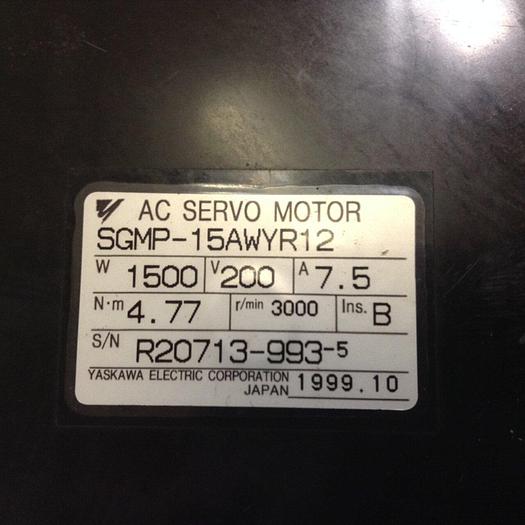 AC SERVO MOTOR
SGMP-15AWYR12
W 1500 V 200 A 7.5
N·m 4.77 r/min 3000 Ins. B
S/N R20713-993-5
YASKAWA ELECTRIC CORPORATION
JAPAN 1999.10